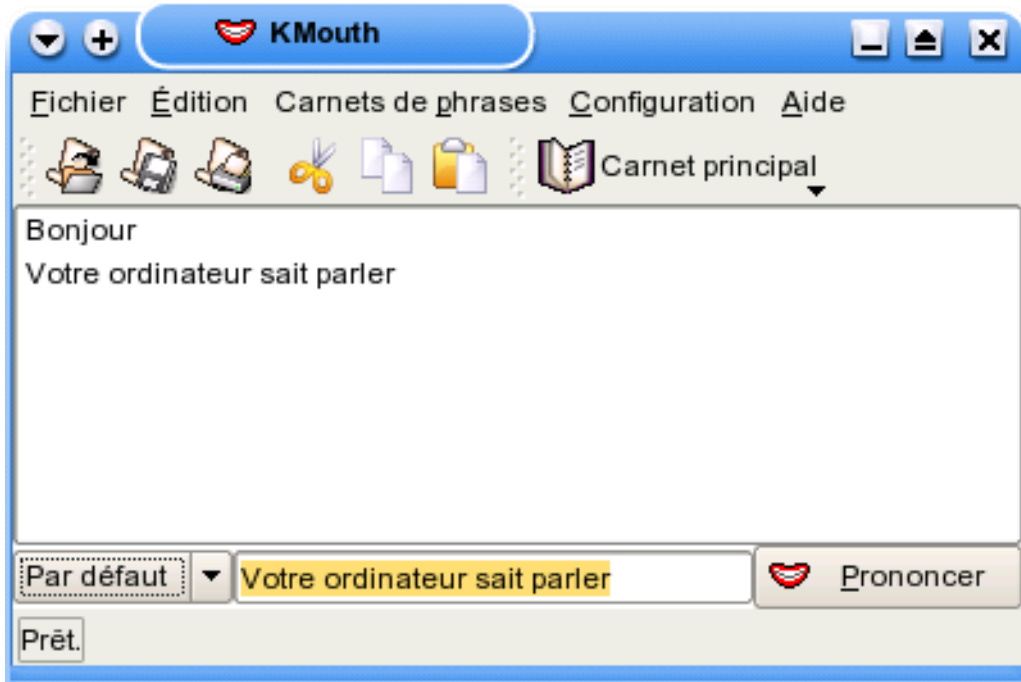 KMouth
Fichier Édition Carnets de phrases Configuration Aide
Carnet principal
Bonjour
Votre ordinateur sait parler
Par défaut Votre ordinateur sait parler Prononcer
Prêt.